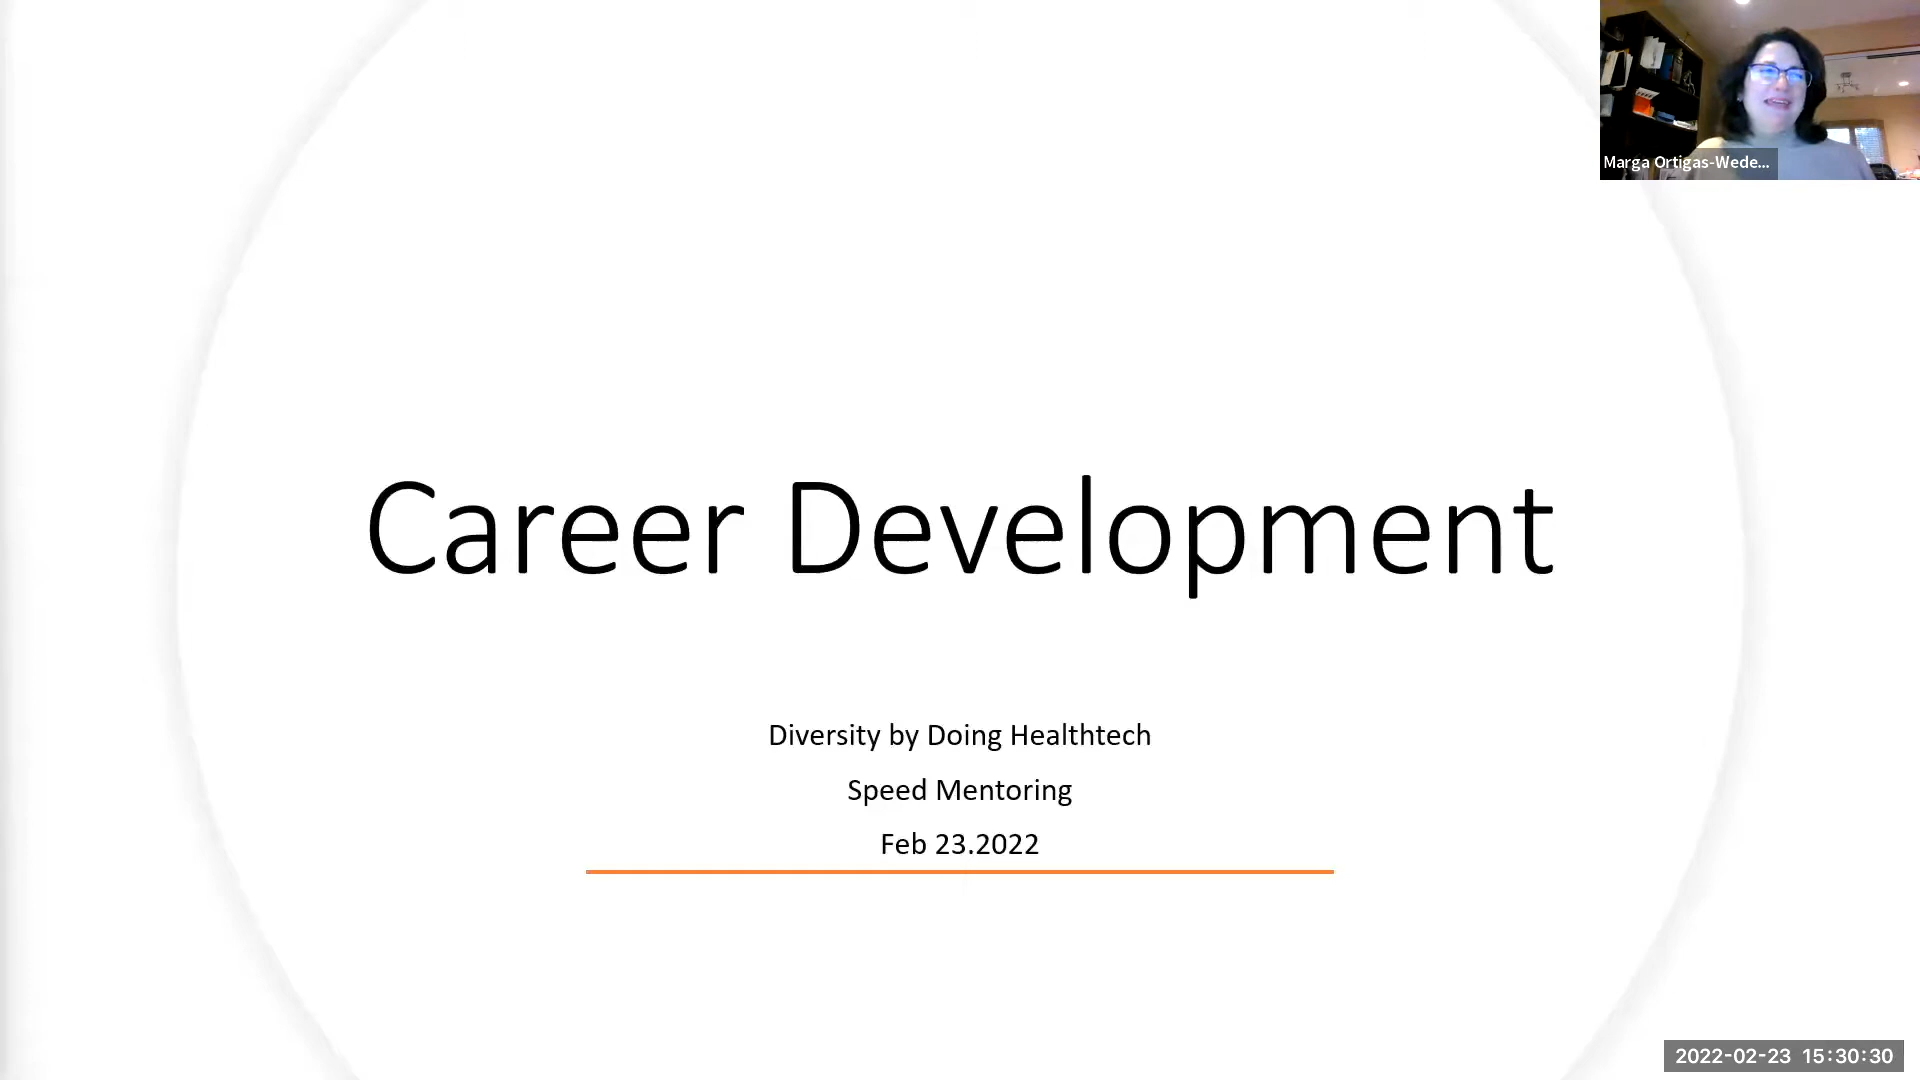 Marga Ortigas-Wede...
Career Development
Diversity by Doing Healthtech
Speed Mentoring
Feb 23.2022
2022-02-23 15:30:30